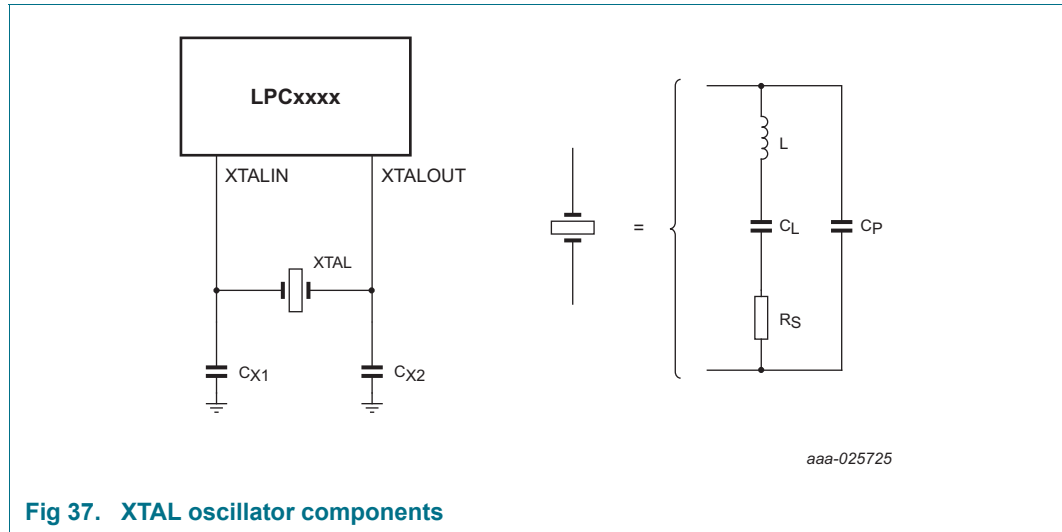 LPCxxxx
XTALIN
XTALOUT
XTAL
CX1
CX2
=
L
CL
CP
RS
aaa-025725
Fig 37. XTAL oscillator components